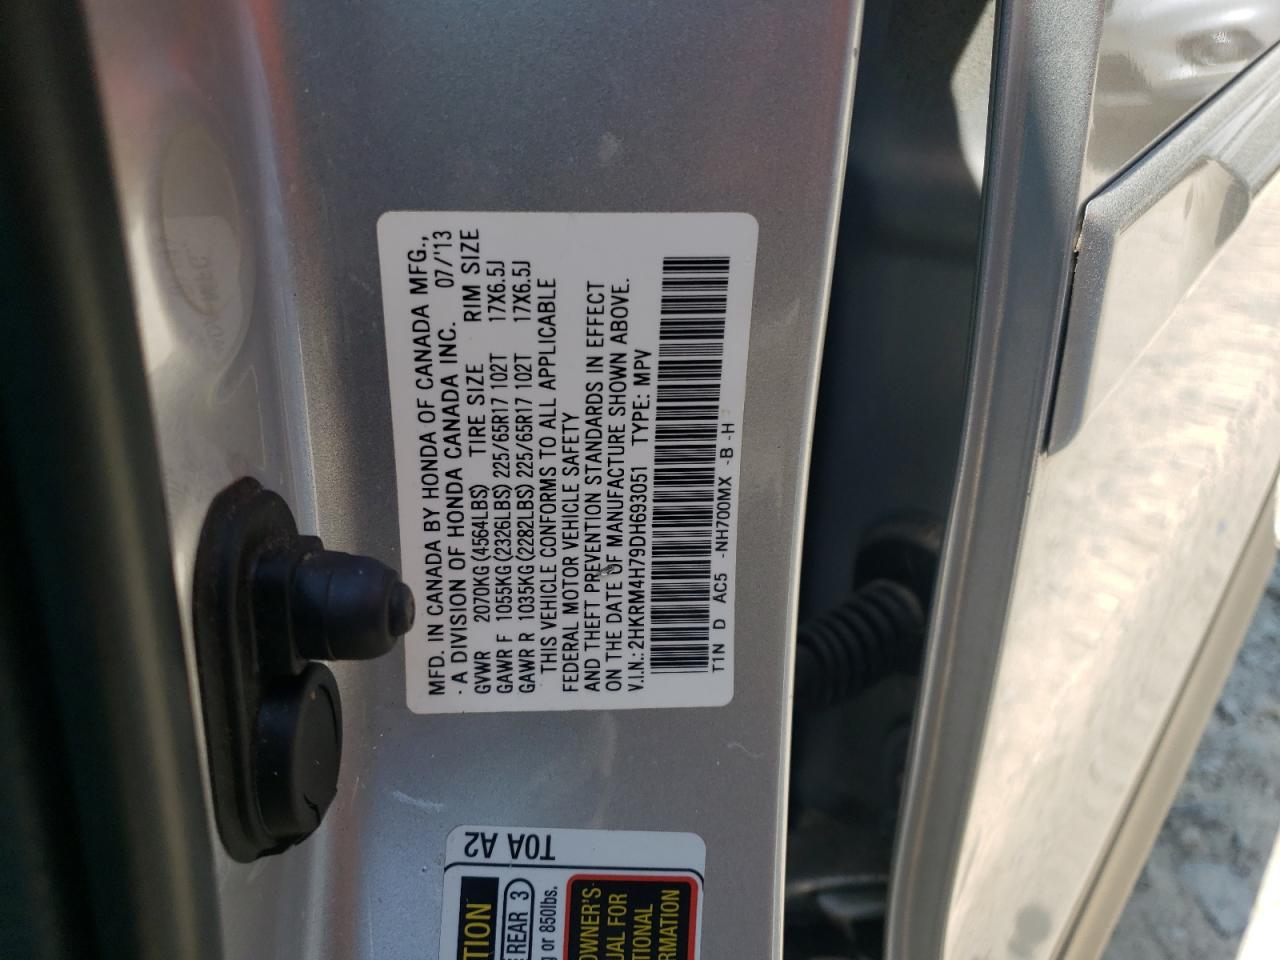 MFD. IN CANADA BY HONDA OF CANADA MFG.,
A DIVISION OF HONDA CANADA INC. 07/'13
GVWR 2070KG(4564LBS) TIRE SIZE RIM SIZE
GAWR F 1055KG(2326LBS) 225/65R17 102T 17X6.5J
GAWR R 1035KG(2282LBS) 225/65R17 102T 17X6.5J
THIS VEHICLE CONFORMS TO ALL APPLICABLE
FEDERAL MOTOR VEHICLE SAFETY
AND THEFT PREVENTION STANDARDS IN EFFECT
ON THE DATE OF MANUFACTURE SHOWN ABOVE.
V.I.N.: 2HKRM4H79DH693051 TYPE: MPV
T1N D AC5 -NH700MX -B -H
T0A A2
TION
REAR 3
or 850lbs.
OWNER'S
UAL FOR
TIONAL
RMATION